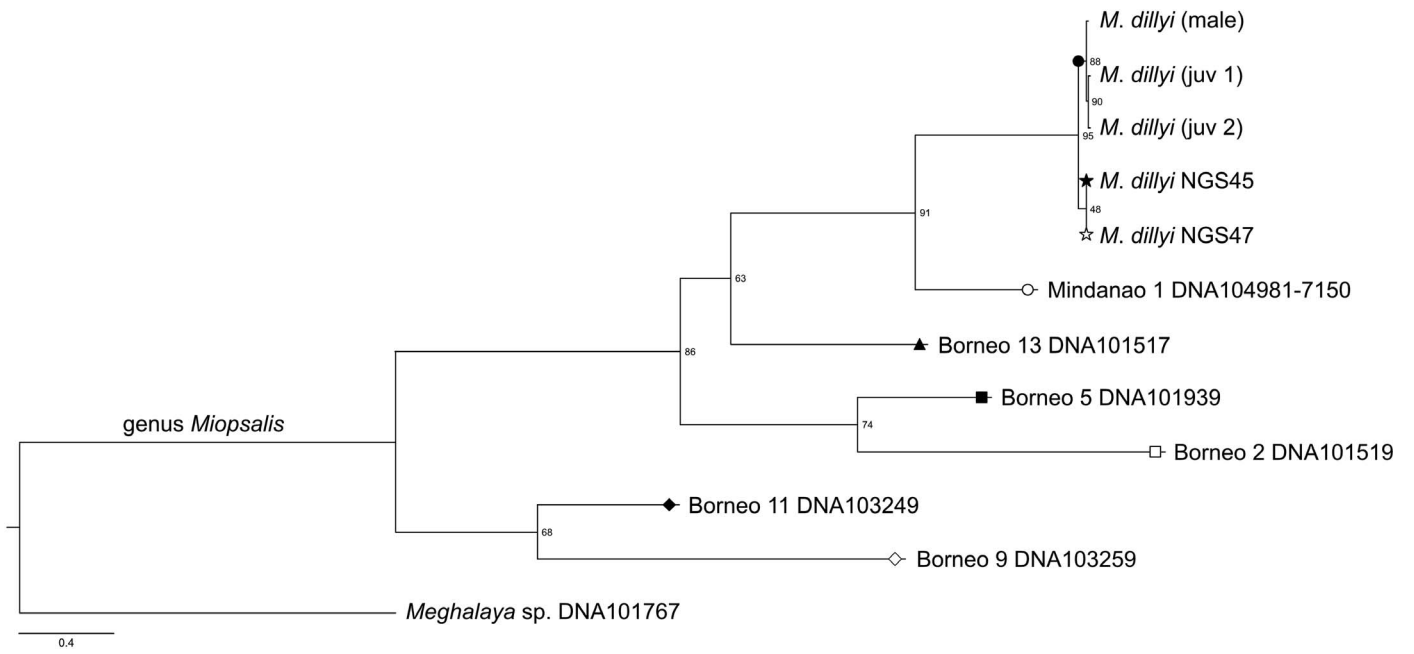 M. dillyi (male)
88
M. dillyi (juv 1)
90
M. dillyi (juv 2)
95
M. dillyi NGS45
48
91
M. dillyi NGS47
63
Mindanao 1 DNA104981-7150
Borneo 13 DNA101517
86
Borneo 5 DNA101939
genus Miopsalis
74
Borneo 2 DNA101519
Borneo 11 DNA103249
68
Borneo 9 DNA103259
Meghalaya sp. DNA101767
0.4